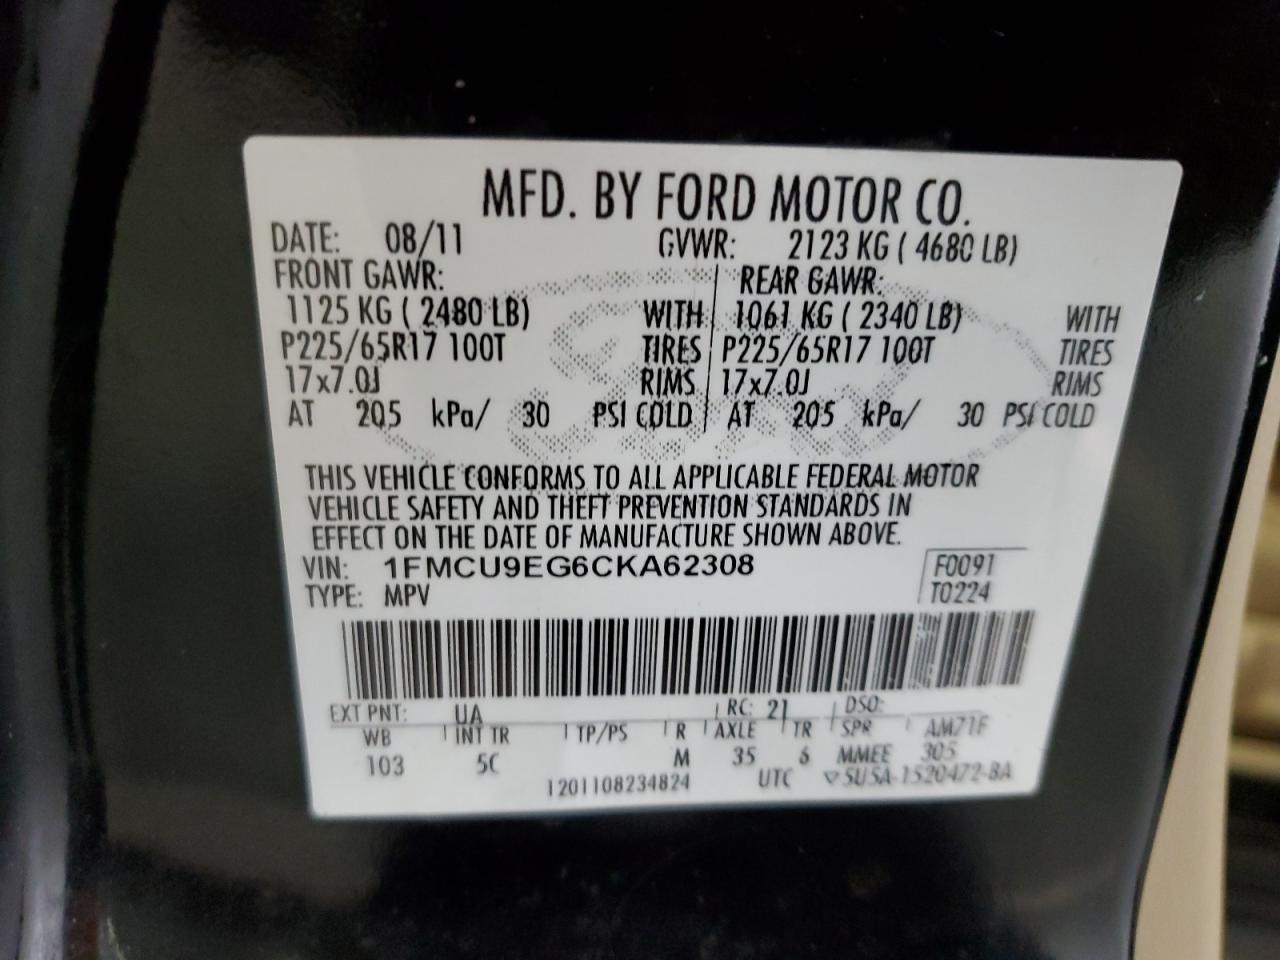 MFD. BY FORD MOTOR CO.
DATE: 08/11 GVWR: 2123 KG ( 4680 LB)
FRONT GAWR: REAR GAWR:
1125 KG ( 2480 LB) WITH 1061 KG ( 2340 LB) WITH
P225/65R17 100T TIRES P225/65R17 100T TIRES
17x7.0J RIMS 17x7.0J RIMS
AT 205 kPa/ 30 PSI COLD AT 205 kPa/ 30 PSI COLD
THIS VEHICLE CONFORMS TO ALL APPLICABLE FEDERAL MOTOR
VEHICLE SAFETY AND THEFT PREVENTION STANDARDS IN
EFFECT ON THE DATE OF MANUFACTURE SHOWN ABOVE.
VIN: 1FMCU9EG6CKA62308 F0091
TYPE: MPV T0224
EXT PNT: UA RC: 21 DSO:
WB INT TR TP/PS R AXLE TR SPR AM71F
103 5C M 35 6 MMEE 305
1201108234824 UTC ▽SU5A-1520472-BA